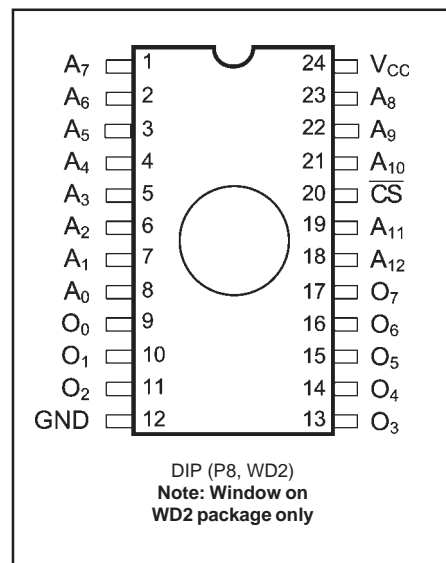 A7 1 24 VCC
A6 2 23 A8
A5 3 22 A9
A4 4 21 A10
A3 5 20 C̅S̅
A2 6 19 A11
A1 7 18 A12
A0 8 17 O7
O0 9 16 O6
O1 10 15 O5
O2 11 14 O4
GND 12 13 O3
DIP (P8, WD2)
Note: Window on
WD2 package only